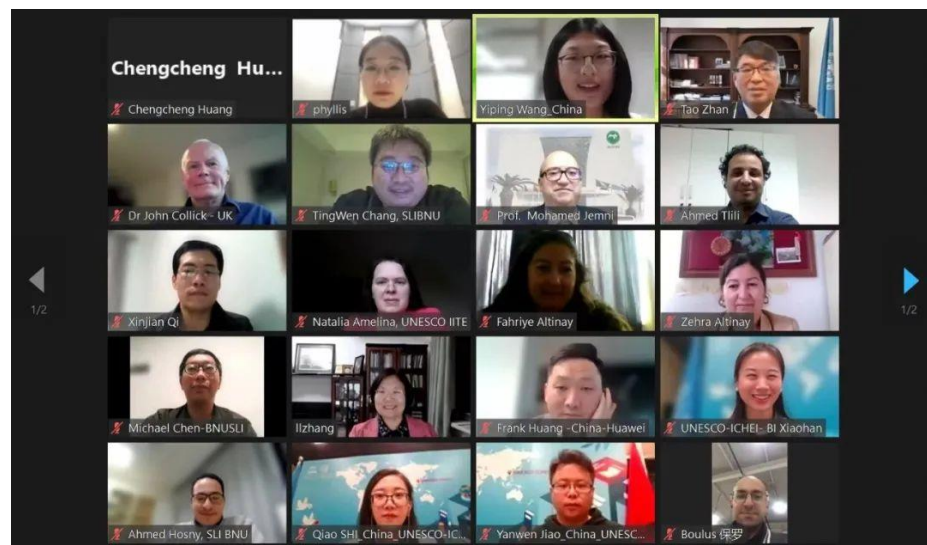 Chengcheng Hu...
Chengcheng Huang
phyllis
Yiping Wang_China
Tao Zhan
Dr John Collick - UK
TingWen Chang, SLIBNU
Prof. Mohamed Jemni
Ahmed Tlili
Xinjian Qi
Natalia Amelina, UNESCO IITE
Fahriye Altinay
Zehra Altinay
1/2
1/2
Michael Chen-BNUSLI
llzhang
Frank Huang -China-Huawei
UNESCO-ICHEI- BI Xiaohan
Ahmed Hosny, SLI BNU
Qiao SHI_China_UNESCO-IC...
Yanwen Jiao_China_UNESC...
Boulus 保罗